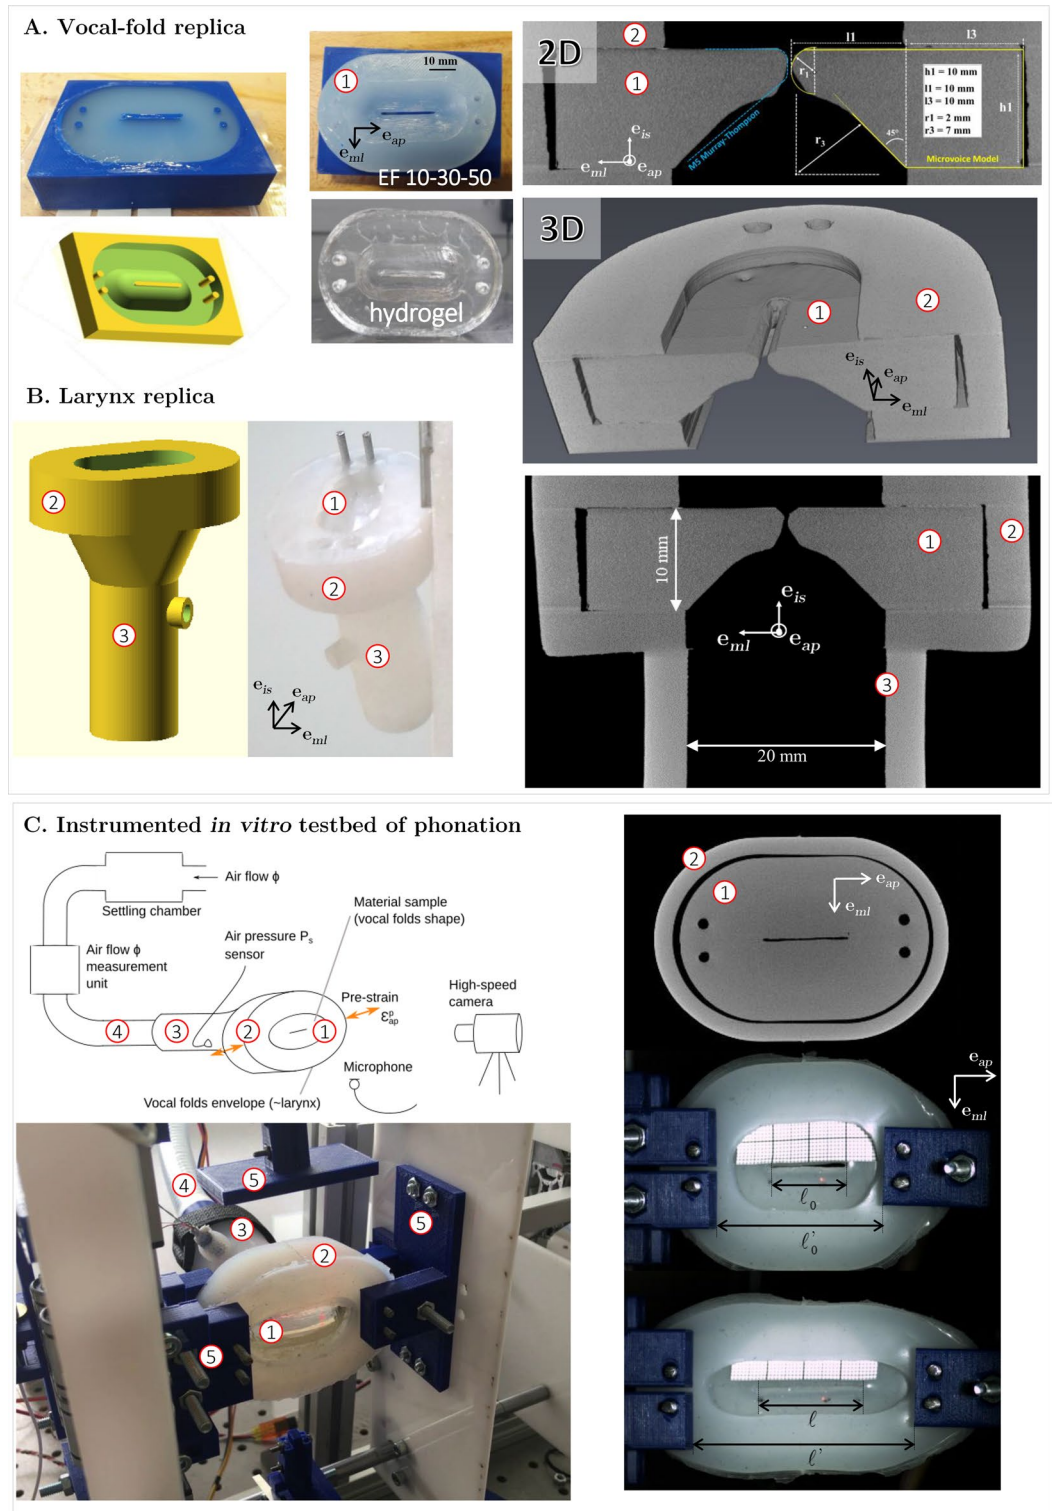 A. Vocal-fold replica
1
10 mm
e_ap
e_ml
EF 10-30-50
hydrogel
2D
2
1
M5 Murray-Thompson
e_is
e_ml
e_ap
l1
l3
r1
r3
45°
h1
h1 = 10 mm
l1 = 10 mm
l3 = 10 mm
r1 = 2 mm
r3 = 7 mm
Microvoice Model
3D
1
2
e_is
e_ap
e_ml
B. Larynx replica
2
3
1
2
3
e_is
e_ap
e_ml
10 mm
1
2
e_is
e_ml
e_ap
3
20 mm
C. Instrumented in vitro testbed of phonation
Air flow ϕ
Settling chamber
Air flow ϕ
measurement
unit
Air pressure Ps
sensor
Material sample
(vocal folds shape)
Pre-strain
ε^p_ap
High-speed
camera
4
3
2
1
Microphone
Vocal folds envelope (~larynx)
4
5
3
5
2
1
5
2
1
e_ap
e_ml
e_ap
e_ml
ℓ0
ℓ'0
ℓ
ℓ'